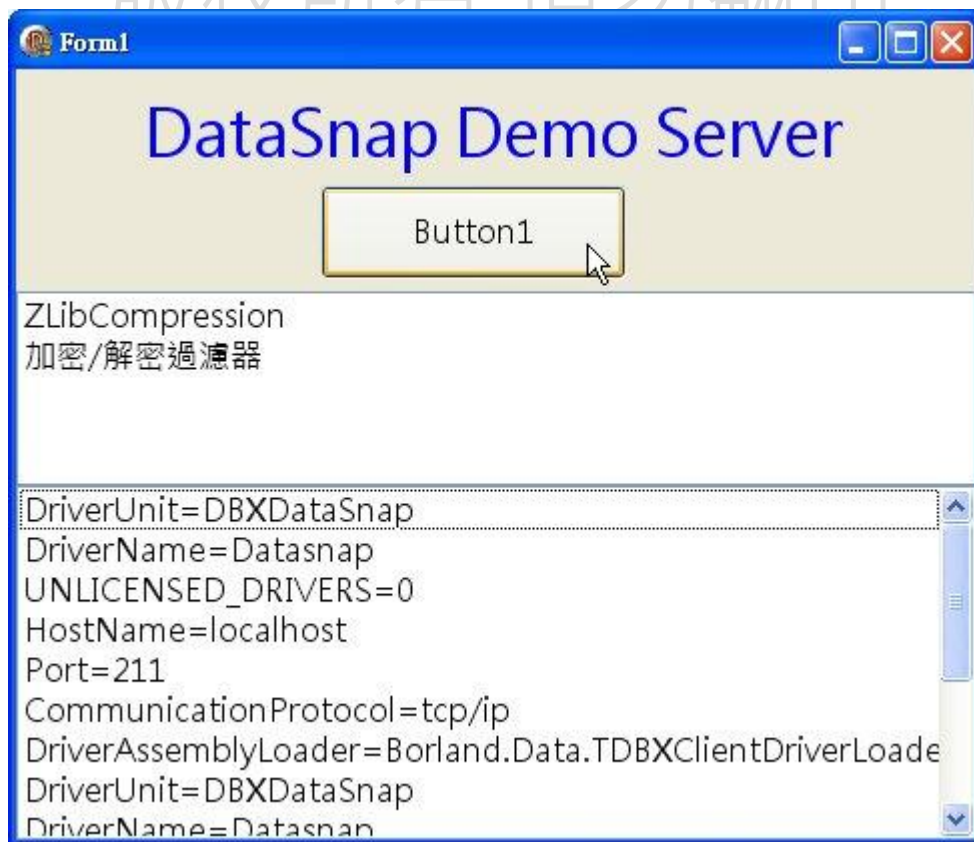 Form1
DataSnap Demo Server
Button1
ZLibCompression
加密/解密過濾器
DriverUnit=DBXDataSnap
DriverName=Datasnap
UNLICENSED_DRIVERS=0
HostName=localhost
Port=211
CommunicationProtocol=tcp/ip
DriverAssemblyLoader=Borland.Data.TDBXClientDriverLoade
DriverUnit=DBXDataSnap
DriverName=Datasnap